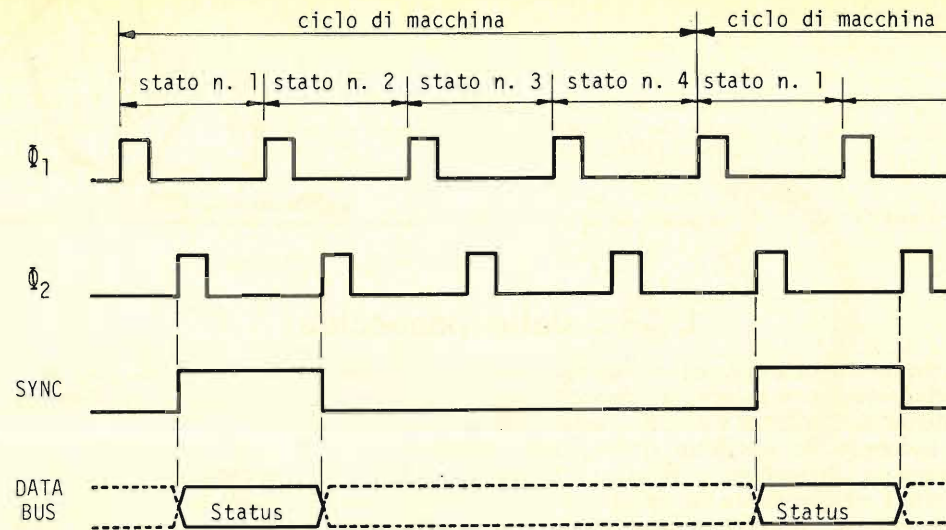 ciclo di macchina ciclo di macchina
stato n. 1 stato n. 2 stato n. 3 stato n. 4 stato n. 1
Φ1
Φ2
SYNC
DATA
BUS
Status Status